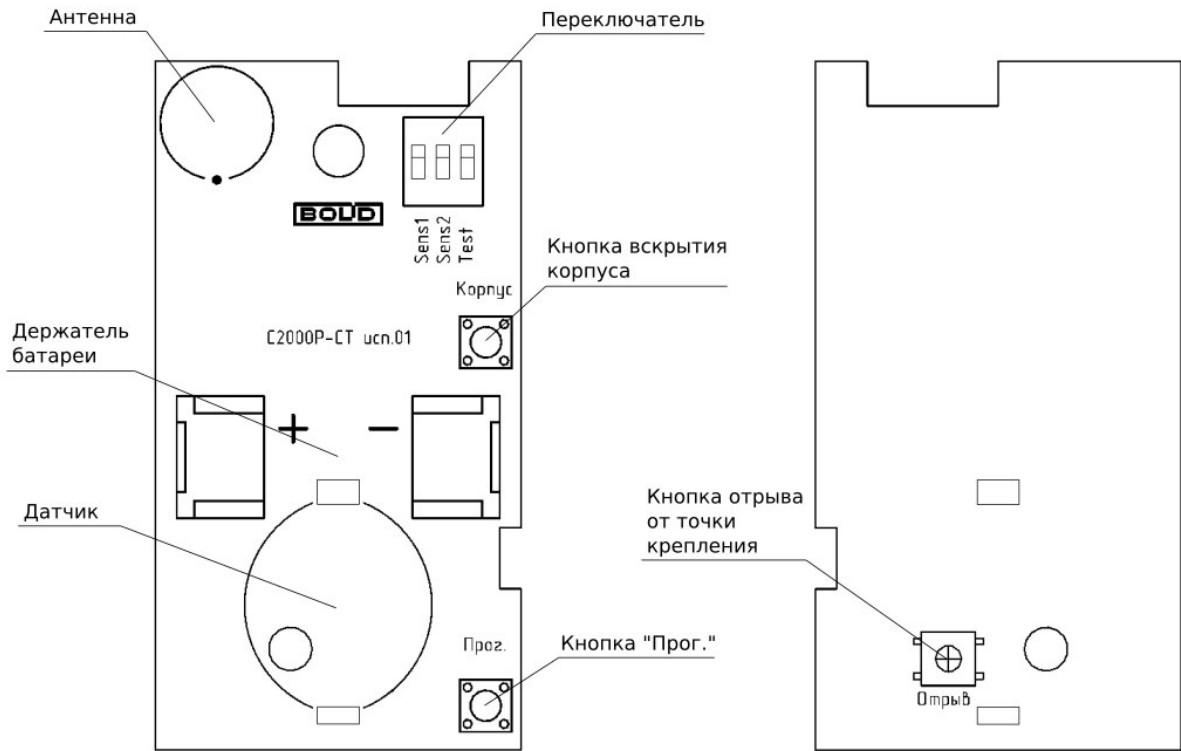 Антенна
Переключатель
BOLID
Sens1
Sens2
Test
Кнопка вскрытия
корпуса
Корпус
С2000Р-СТ исп.01
Держатель
батареи
+
−
Датчик
Кнопка отрыва
от точки
крепления
Прог.
Кнопка "Прог."
Отрыв